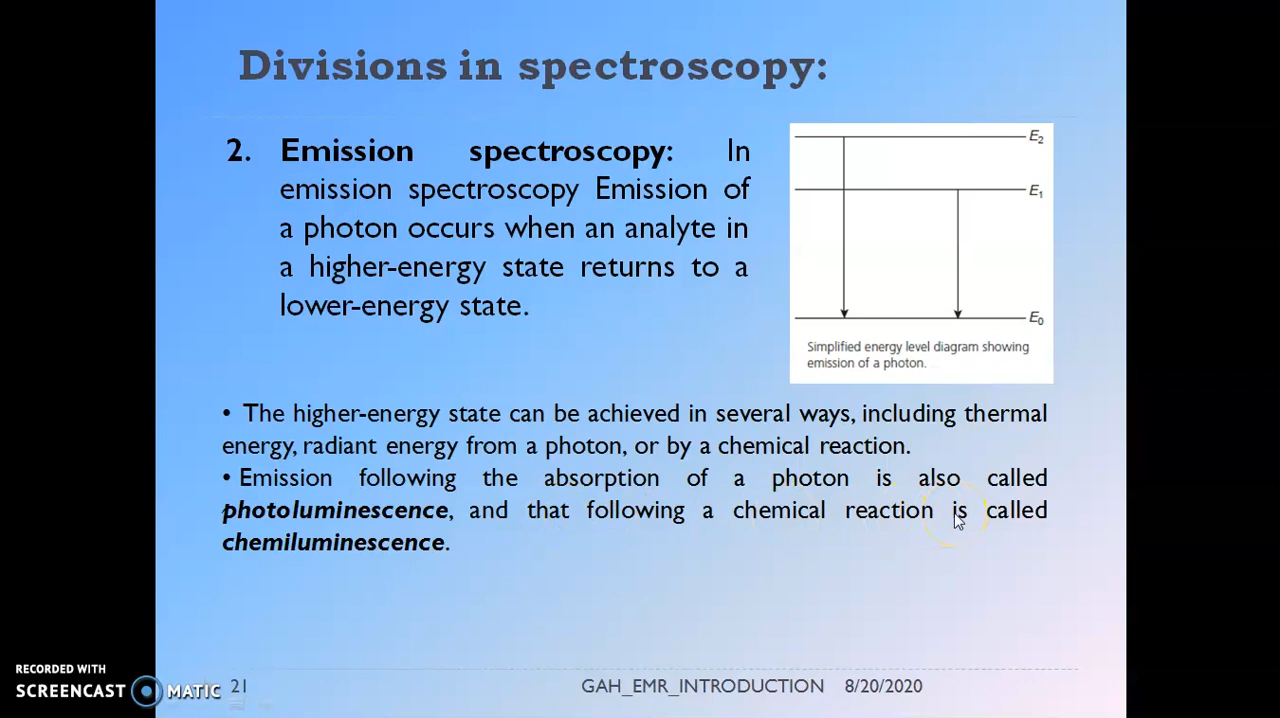 Divisions in spectroscopy:
2. Emission spectroscopy: In
emission spectroscopy Emission of
a photon occurs when an analyte in
a higher-energy state returns to a
lower-energy state.
E2
E1
E0
Simplified energy level diagram showing
emission of a photon.
• The higher-energy state can be achieved in several ways, including thermal
energy, radiant energy from a photon, or by a chemical reaction.
• Emission following the absorption of a photon is also called
photoluminescence, and that following a chemical reaction is called
chemiluminescence.
RECORDED WITH
SCREENCAST MATIC
21
GAH_EMR_INTRODUCTION 8/20/2020